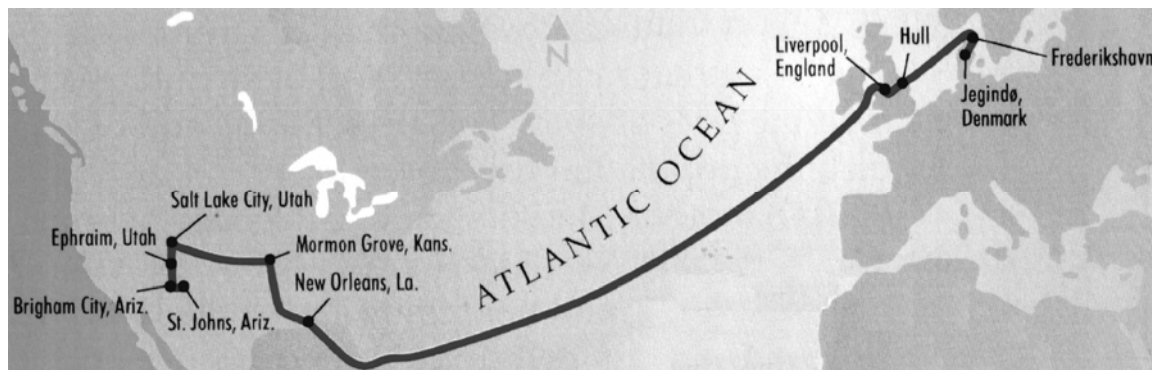 Liverpool,
England
Hull
Frederikshavn
Jegindø,
Denmark
N
ATLANTIC OCEAN
Salt Lake City, Utah
Ephraim, Utah
Mormon Grove, Kans.
New Orleans, La.
Brigham City, Ariz.
St. Johns, Ariz.